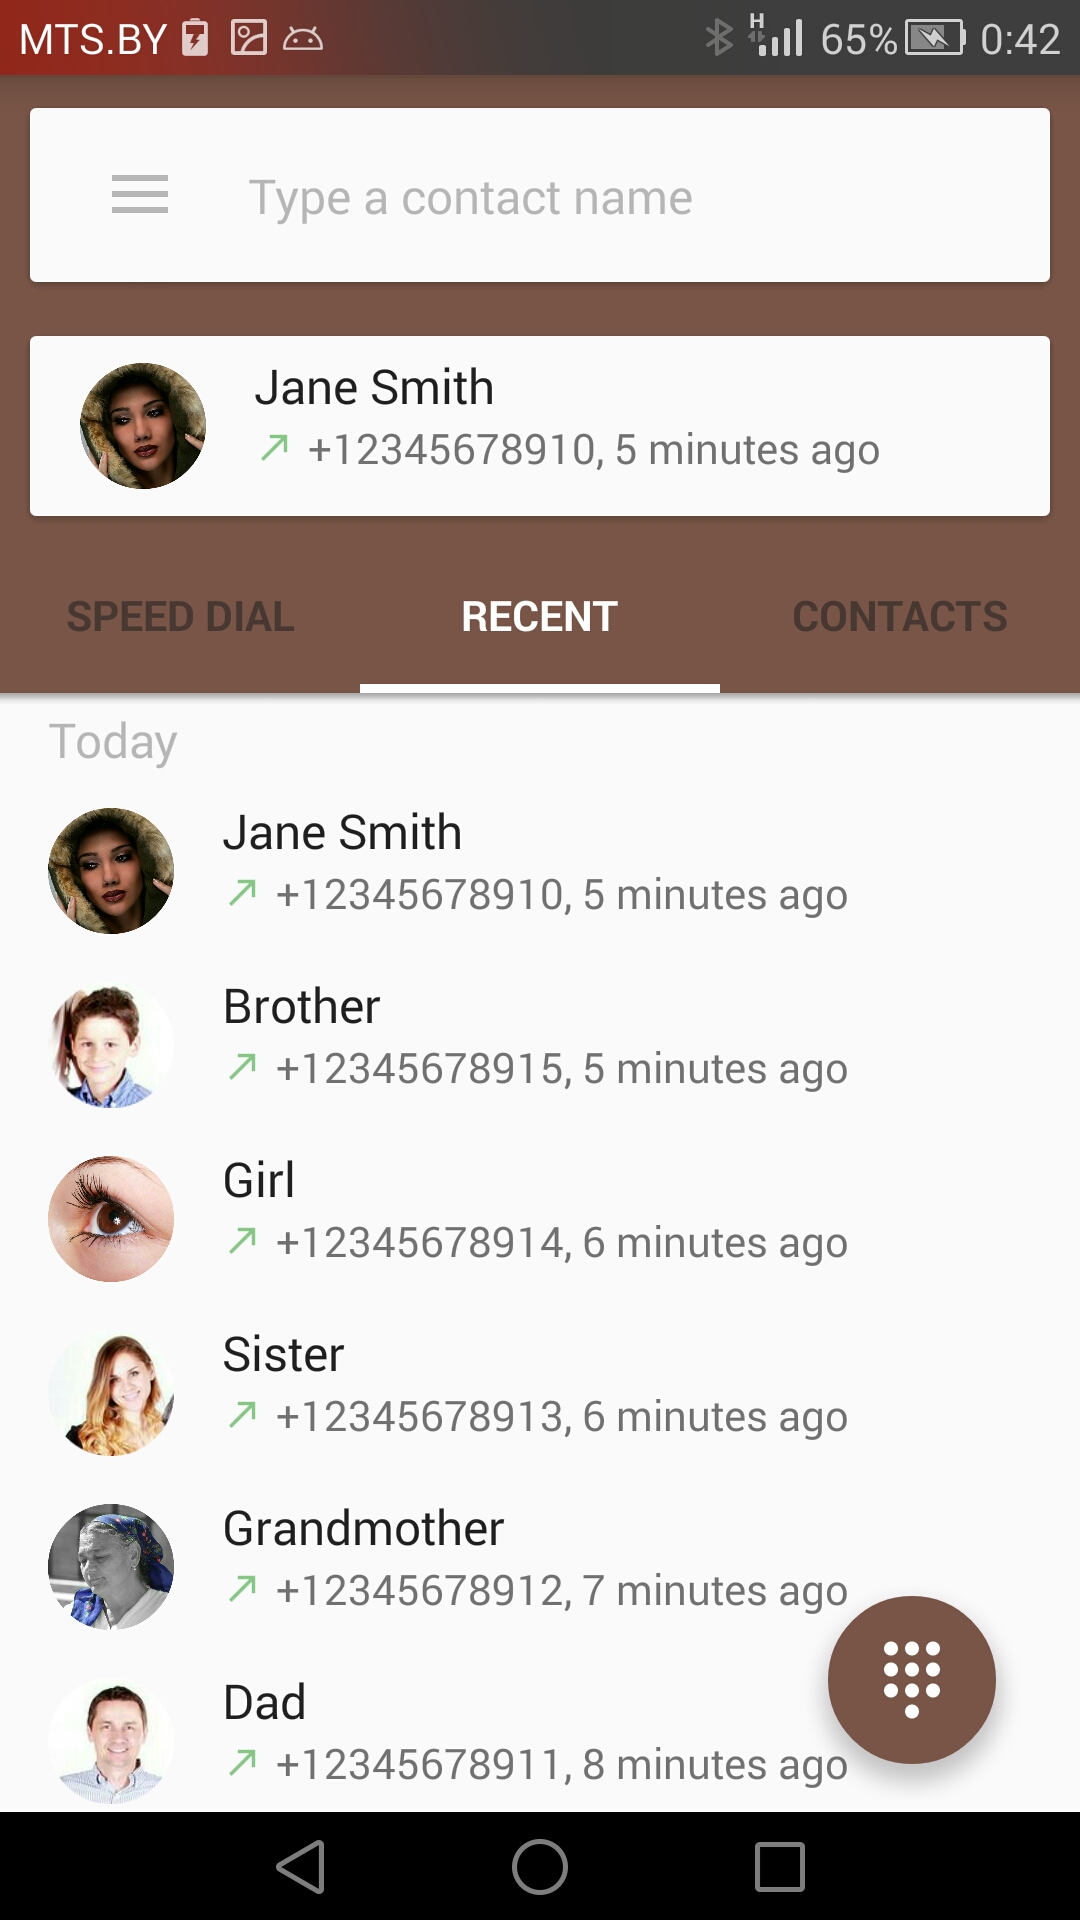 MTS.BY H 65% 0:42
Type a contact name
Jane Smith
+12345678910, 5 minutes ago
SPEED DIAL RECENT CONTACTS
Today
Jane Smith
+12345678910, 5 minutes ago
Brother
+12345678915, 5 minutes ago
Girl
+12345678914, 6 minutes ago
Sister
+12345678913, 6 minutes ago
Grandmother
+12345678912, 7 minutes ago
Dad
+12345678911, 8 minutes ago